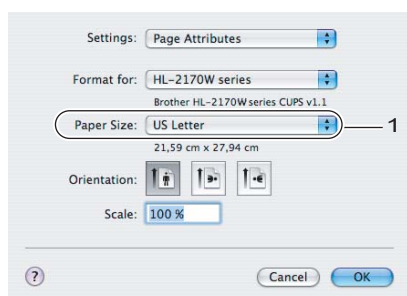 Settings: Page Attributes
Format for: HL-2170W series
Brother HL-2170W series CUPS v1.1
Paper Size: US Letter 1
21,59 cm x 27,94 cm
Orientation:
Scale: 100 %
? Cancel OK